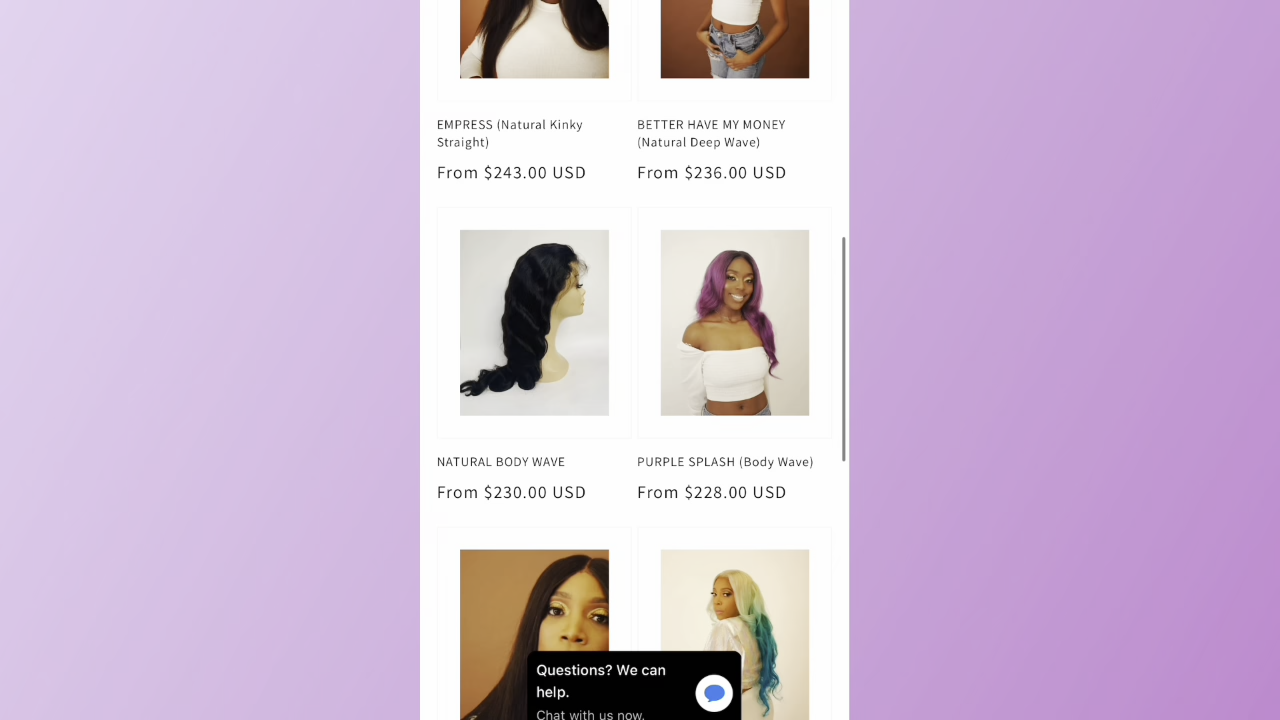 EMPRESS (Natural Kinky
Straight)
From $243.00 USD
BETTER HAVE MY MONEY
(Natural Deep Wave)
From $236.00 USD
NATURAL BODY WAVE
From $230.00 USD
PURPLE SPLASH (Body Wave)
From $228.00 USD
Questions? We can
help.
Chat with us now.